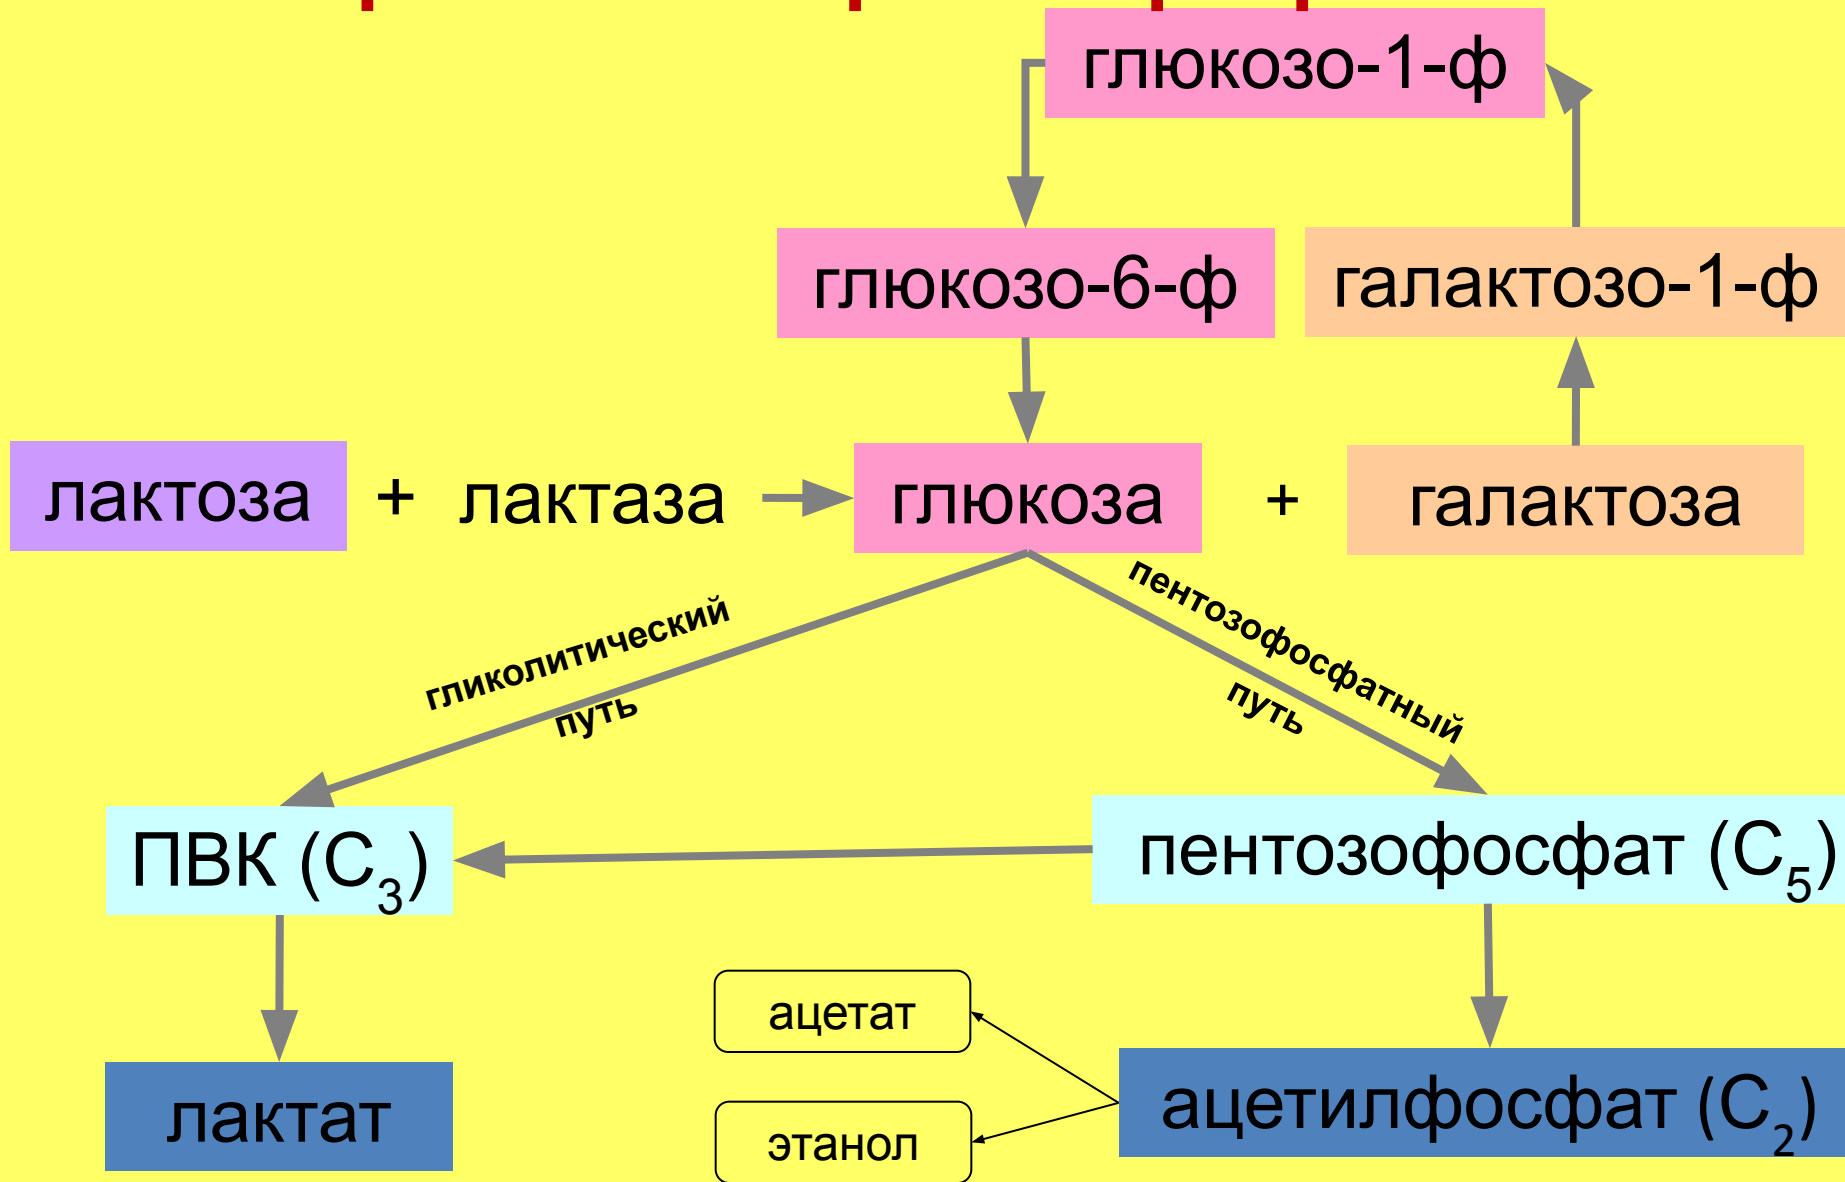 глюкозо-1-ф
глюкозо-6-ф
галактозо-1-ф
лактоза + лактаза глюкоза + галактоза
гликолитический
путь
пентозофосфатный
путь
ПВК (С₃)
пентозофосфат (С₅)
ацетат
лактат
ацетилфосфат (С₂)
этанол